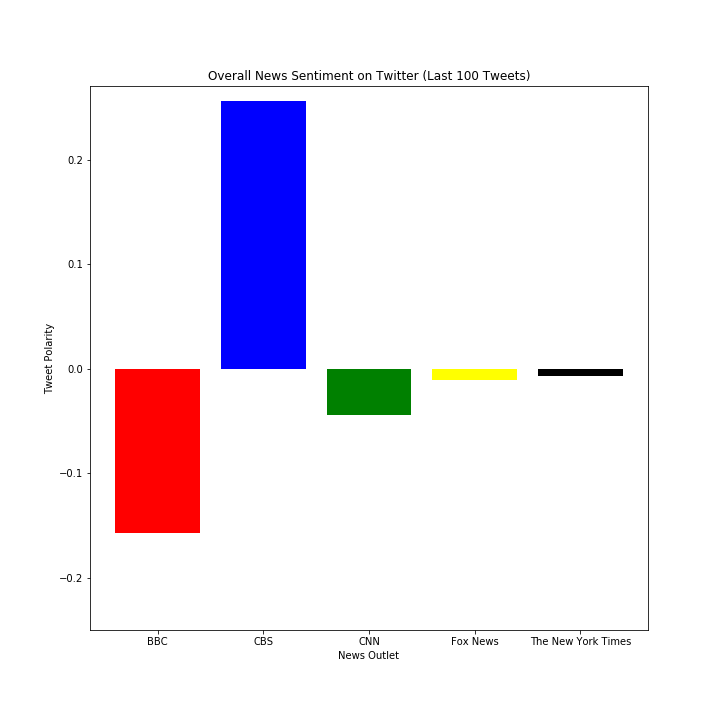 Overall News Sentiment on Twitter (Last 100 Tweets)
0.2
0.1
0.0
−0.1
−0.2
Tweet Polarity
BBC CBS CNN Fox News The New York Times
News Outlet